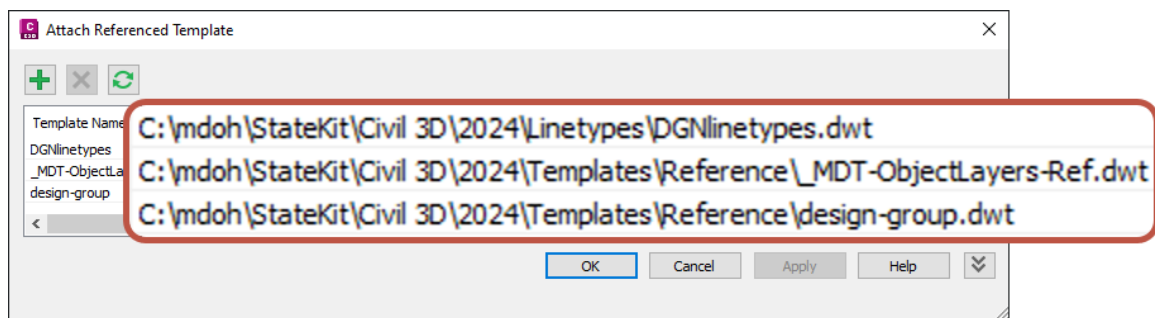 C
C3D
Attach Referenced Template
Template Name
DGNlinetypes
_MDT-ObjectLa
design-group
C:\mdoh\StateKit\Civil 3D\2024\Linetypes\DGNlinetypes.dwt
C:\mdoh\StateKit\Civil 3D\2024\Templates\Reference\_MDT-ObjectLayers-Ref.dwt
C:\mdoh\StateKit\Civil 3D\2024\Templates\Reference\design-group.dwt
OK
Cancel
Apply
Help